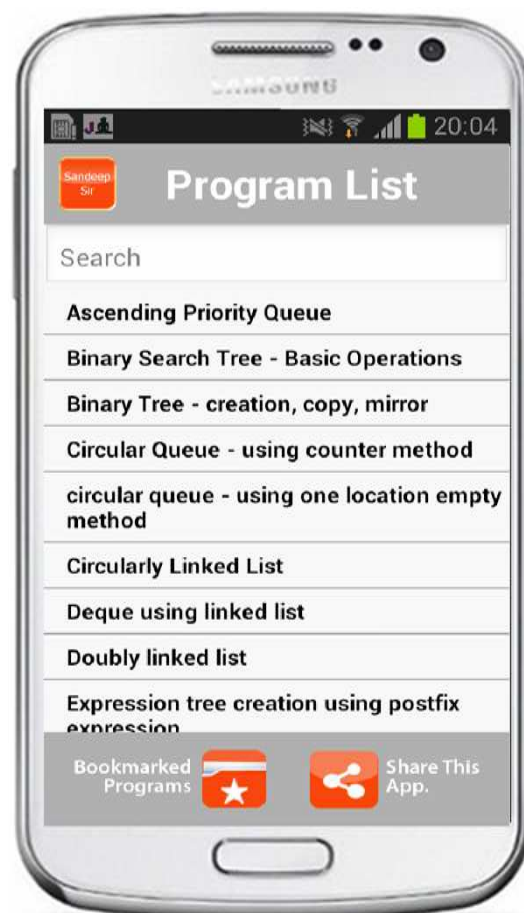 SAMSUNG
20:04
Sandeep
Sir
Program List
Search
Ascending Priority Queue
Binary Search Tree - Basic Operations
Binary Tree - creation, copy, mirror
Circular Queue - using counter method
circular queue - using one location empty
method
Circularly Linked List
Deque using linked list
Doubly linked list
Expression tree creation using postfix
expression
Bookmarked
Programs
Share This
App.